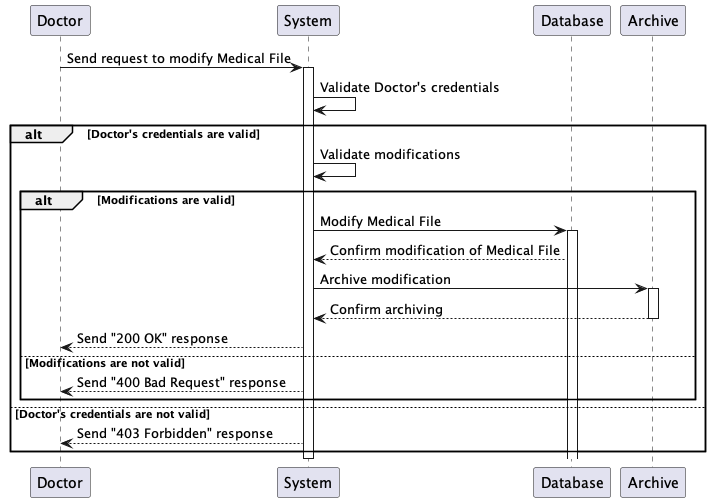 Doctor System Database Archive
Send request to modify Medical File
Validate Doctor's credentials
alt [Doctor's credentials are valid]
Validate modifications
alt [Modifications are valid]
Modify Medical File
Confirm modification of Medical File
Archive modification
Confirm archiving
Send "200 OK" response
[Modifications are not valid]
Send "400 Bad Request" response
[Doctor's credentials are not valid]
Send "403 Forbidden" response
Doctor System Database Archive